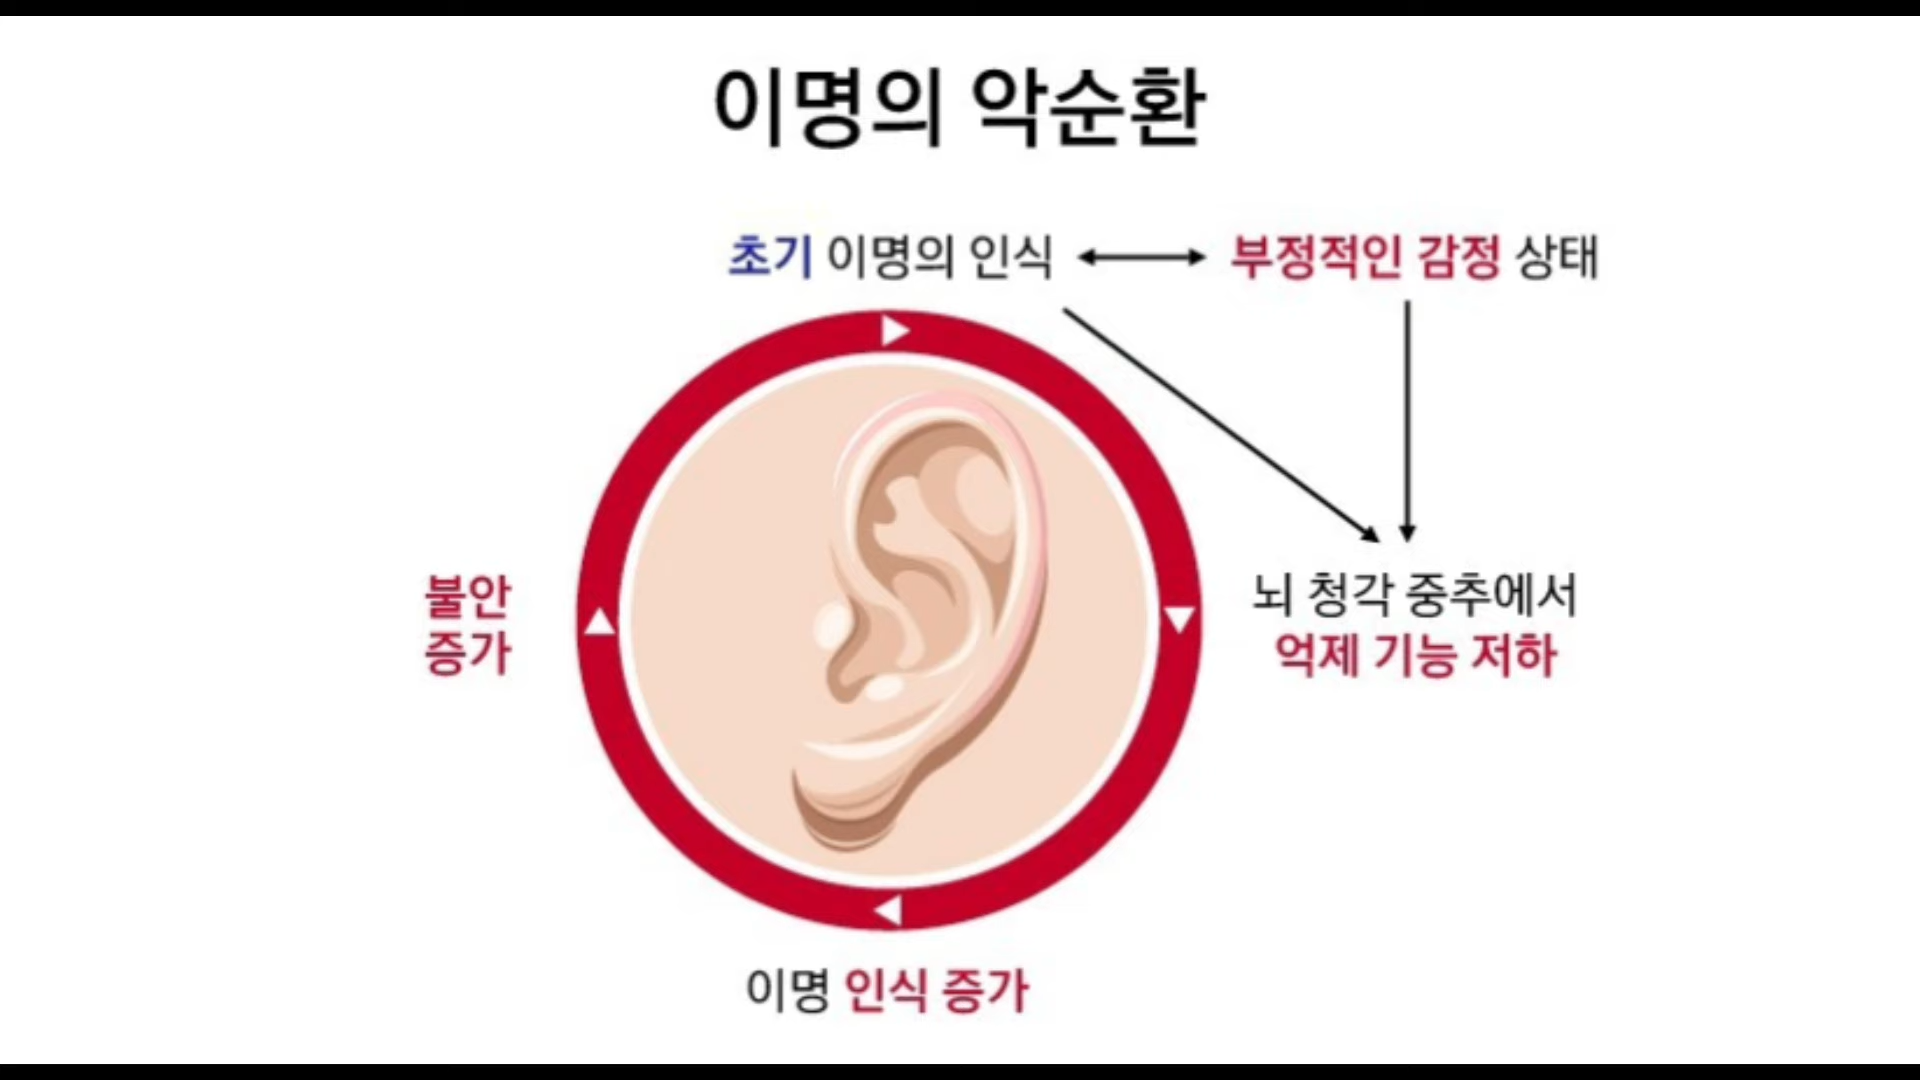 이명의 악순환
초기 이명의 인식
부정적인 감정 상태
뇌 청각 중추에서
억제 기능 저하
불안
증가
이명 인식 증가